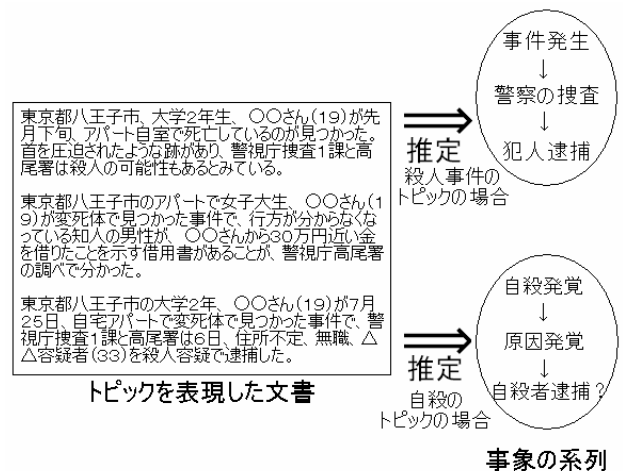 東京都八王子市、大学2年生、○○さん(19)が先
月下旬、アパート自室で死亡しているのが見つかった。
首を圧迫されたような跡があり、警視庁捜査1課と高
尾署は殺人の可能性もあるとみている。
東京都八王子市のアパートで女子大生、○○さん(1
9)が変死体で見つかった事件で、行方が分からなくな
っている知人の男性が、○○さんから30万円近い金
を借りたことを示す借用書があることが、警視庁高尾署
の調べで分かった。
東京都八王子市の大学2年、○○さん(19)が7月
25日、自宅アパートで変死体で見つかった事件で、警
視庁捜査1課と高尾署は6日、住所不定、無職、△
△容疑者(33)を殺人容疑で逮捕した。
トピックを表現した文書
⇒
推定
殺人事件の
トピックの場合
事件発生
↓
警察の捜査
↓
犯人逮捕
⇒
推定
自殺の
トピックの場合
自殺発覚
↓
原因発覚
↓
自殺者逮捕?
事象の系列